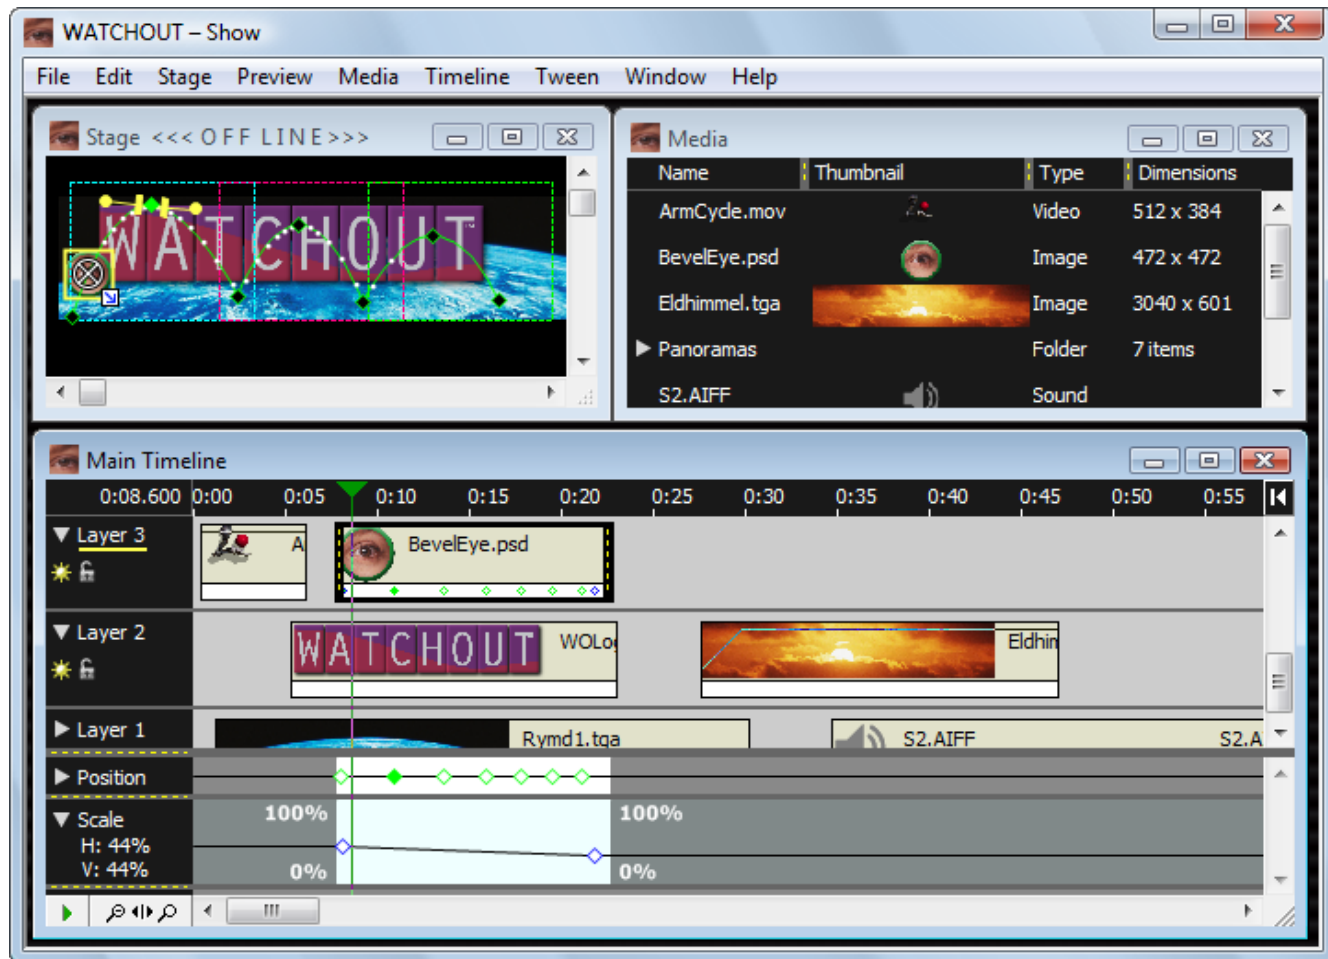 WATCHOUT – Show
File Edit Stage Preview Media Timeline Tween Window Help
Stage <<< O F F L I N E >>>
WATCHOUT™
Media
Name Thumbnail Type Dimensions
ArmCycle.mov Video 512 x 384
BevelEye.psd Image 472 x 472
Eldhimmel.tga Image 3040 x 601
Panoramas Folder 7 items
S2.AIFF Sound
Main Timeline
0:08.600 0:00 0:05 0:10 0:15 0:20 0:25 0:30 0:35 0:40 0:45 0:50 0:55
Layer 3 A BevelEye.psd
Layer 2 WATCHOUT WOLog Eldhim
Layer 1 Rymd1.tga S2.AIFF S2.A
Position
Scale 100% 100%
H: 44%
V: 44% 0% 0%